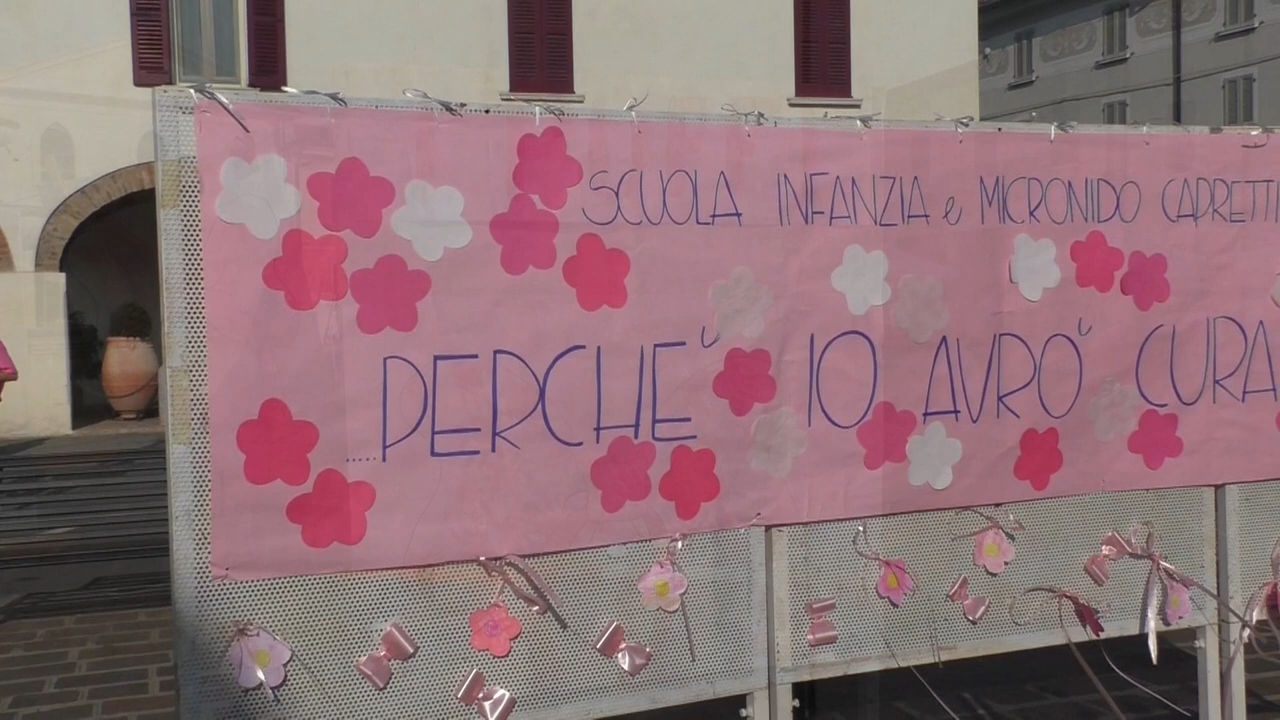 SCUOLA INFANZIA e MICRONIDO CAPRETTI
.....PERCHE' IO AVRO' CURA